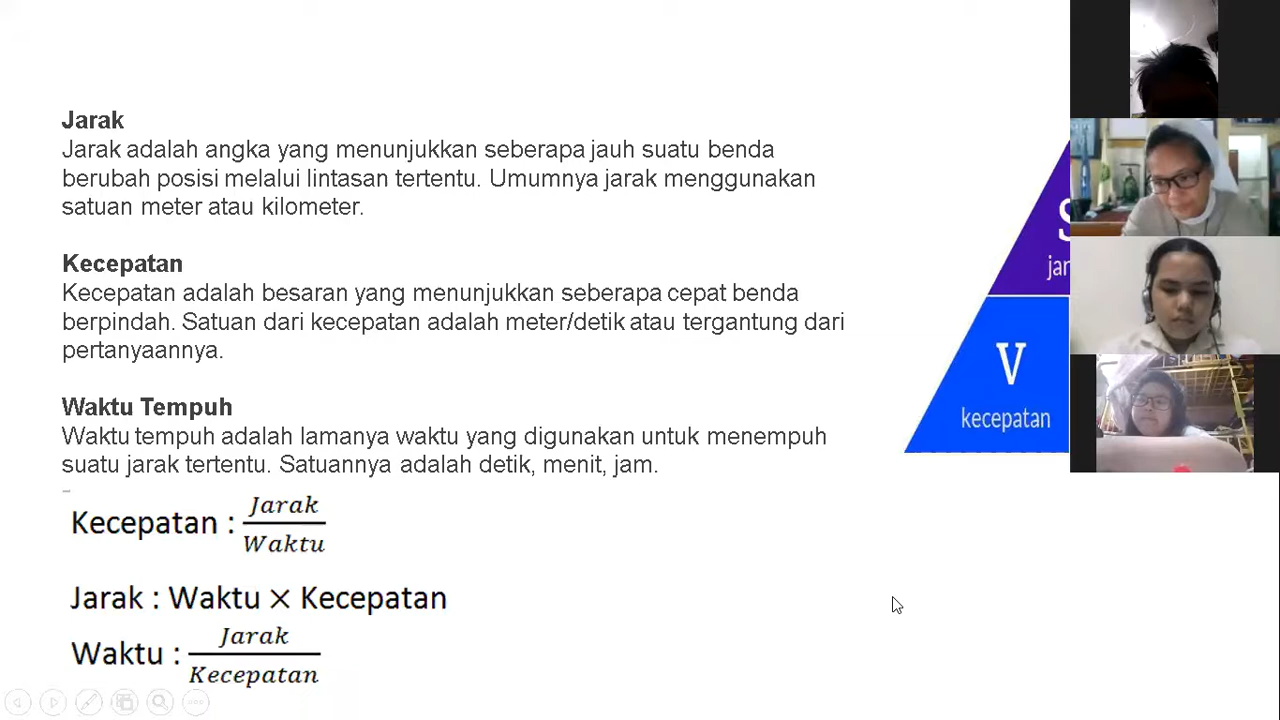 Jarak
Jarak adalah angka yang menunjukkan seberapa jauh suatu benda
berubah posisi melalui lintasan tertentu. Umumnya jarak menggunakan
satuan meter atau kilometer.
Kecepatan
Kecepatan adalah besaran yang menunjukkan seberapa cepat benda
berpindah. Satuan dari kecepatan adalah meter/detik atau tergantung dari
pertanyaannya.
Waktu Tempuh
Waktu tempuh adalah lamanya waktu yang digunakan untuk menempuh
suatu jarak tertentu. Satuannya adalah detik, menit, jam.
Kecepatan : Jarak
Waktu
Jarak : Waktu × Kecepatan
Waktu : Jarak
Kecepatan
V
kecepatan